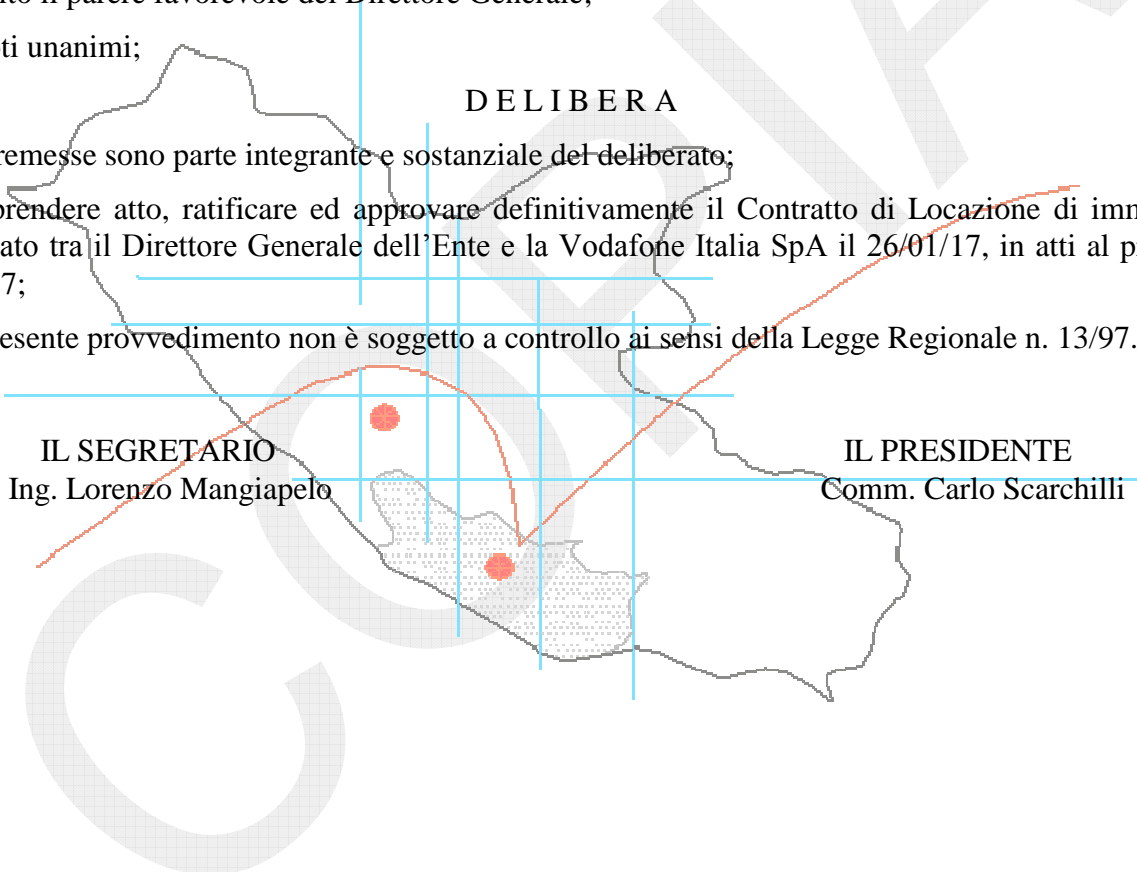 il parere favorevole del Direttore Generale;
unanimi;
D E L I B E R A
remesse sono parte integrante e sostanziale del deliberato;
prendere atto, ratificare ed approvare definitivamente il Contratto di Locazione di imm
ato tra il Direttore Generale dell’Ente e la Vodafone Italia SpA il 26/01/17, in atti al p
7;
esente provvedimento non è soggetto a controllo ai sensi della Legge Regionale n. 13/97.
IL SEGRETARIO IL PRESIDENTE
Ing. Lorenzo Mangiapelo Comm. Carlo Scarchilli
COPIA